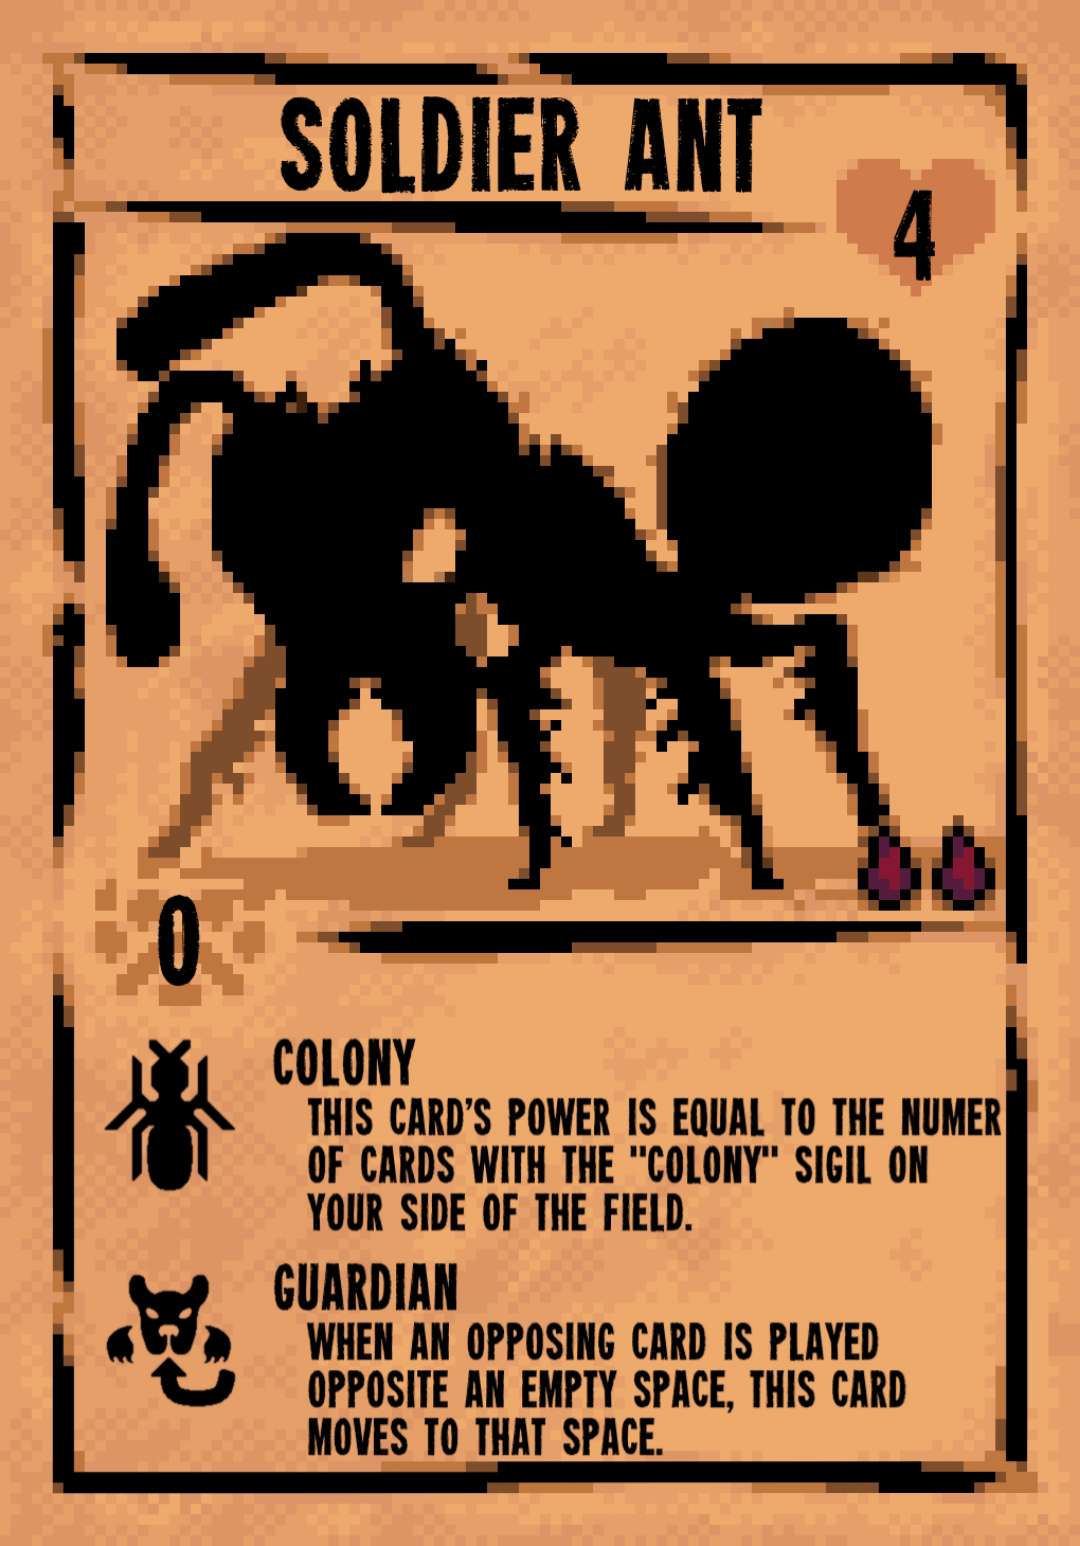 SOLDIER ANT
4
0
COLONY
THIS CARD'S POWER IS EQUAL TO THE NUMER
OF CARDS WITH THE "COLONY" SIGIL ON
YOUR SIDE OF THE FIELD.
GUARDIAN
WHEN AN OPPOSING CARD IS PLAYED
OPPOSITE AN EMPTY SPACE, THIS CARD
MOVES TO THAT SPACE.